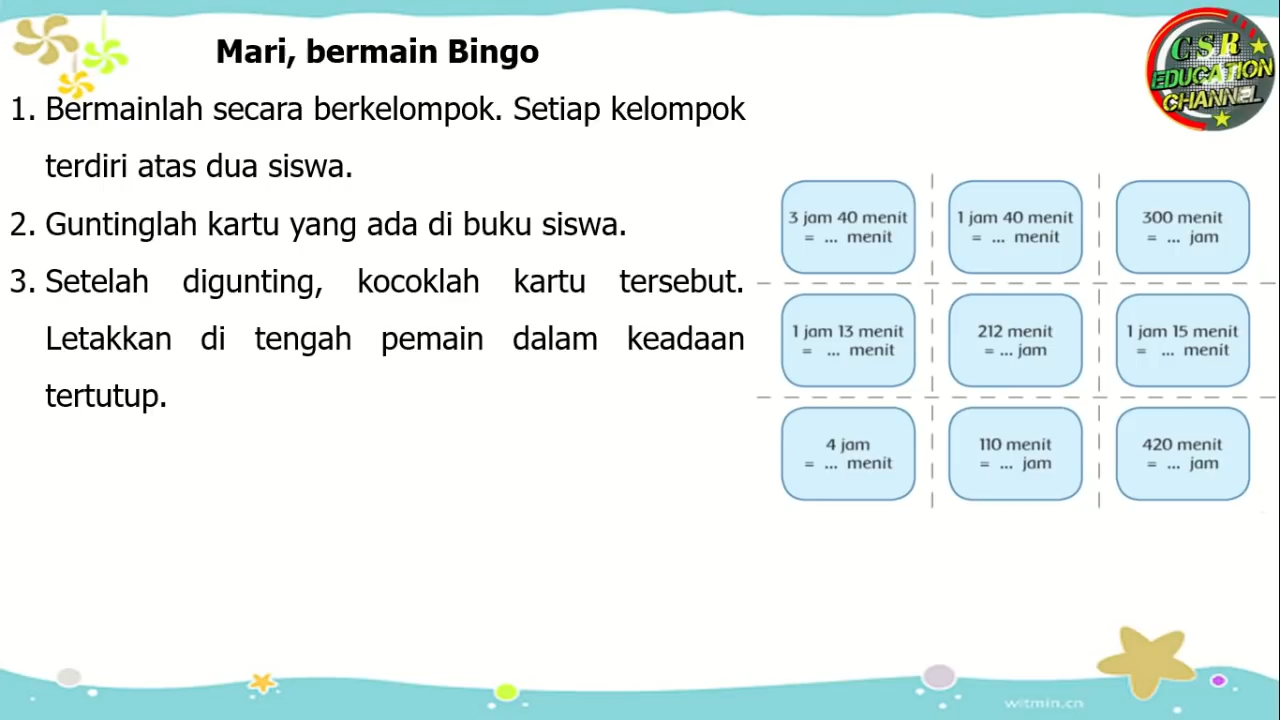 Mari, bermain Bingo
CSR
EDUCATION
CHANNEL
1. Bermainlah secara berkelompok. Setiap kelompok
terdiri atas dua siswa.
2. Guntinglah kartu yang ada di buku siswa.
3. Setelah digunting, kocoklah kartu tersebut.
Letakkan di tengah pemain dalam keadaan
tertutup.
3 jam 40 menit
= ... menit
1 jam 40 menit
= ... menit
300 menit
= ... jam
1 jam 13 menit
= ... menit
212 menit
= ... jam
1 jam 15 menit
= ... menit
4 jam
= ... menit
110 menit
= ... jam
420 menit
= ... jam
witmin.cn